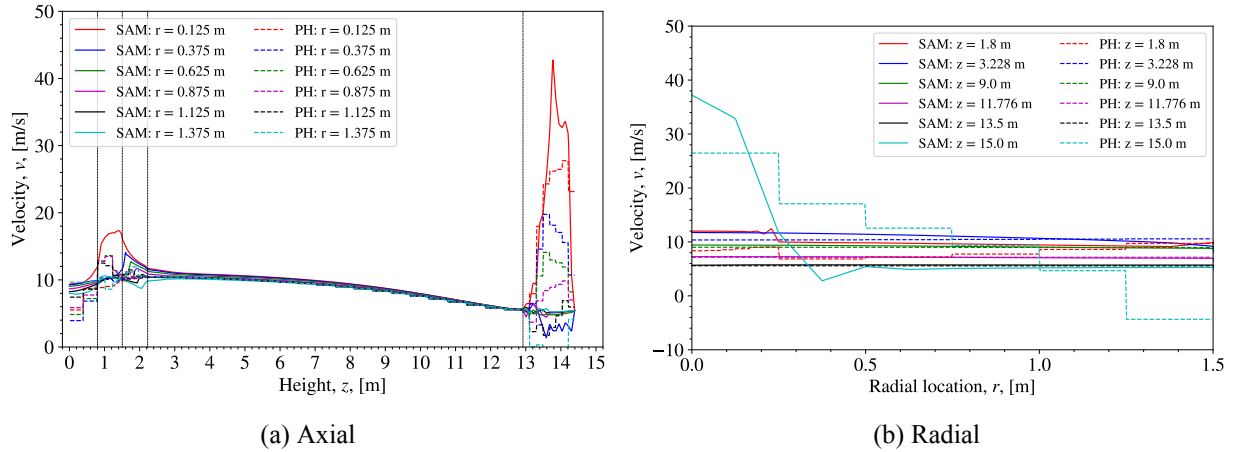 50
40
30
20
10
0
Velocity, v, [m/s]
SAM: r = 0.125 m
SAM: r = 0.375 m
SAM: r = 0.625 m
SAM: r = 0.875 m
SAM: r = 1.125 m
SAM: r = 1.375 m
PH: r = 0.125 m
PH: r = 0.375 m
PH: r = 0.625 m
PH: r = 0.875 m
PH: r = 1.125 m
PH: r = 1.375 m
0 1 2 3 4 5 6 7 8 9 10 11 12 13 14 15
Height, z, [m]
(a) Axial
50
40
30
20
10
0
−10
Velocity, v, [m/s]
SAM: z = 1.8 m
SAM: z = 3.228 m
SAM: z = 9.0 m
SAM: z = 11.776 m
SAM: z = 13.5 m
SAM: z = 15.0 m
PH: z = 1.8 m
PH: z = 3.228 m
PH: z = 9.0 m
PH: z = 11.776 m
PH: z = 13.5 m
PH: z = 15.0 m
0.0 0.5 1.0 1.5
Radial location, r, [m]
(b) Radial